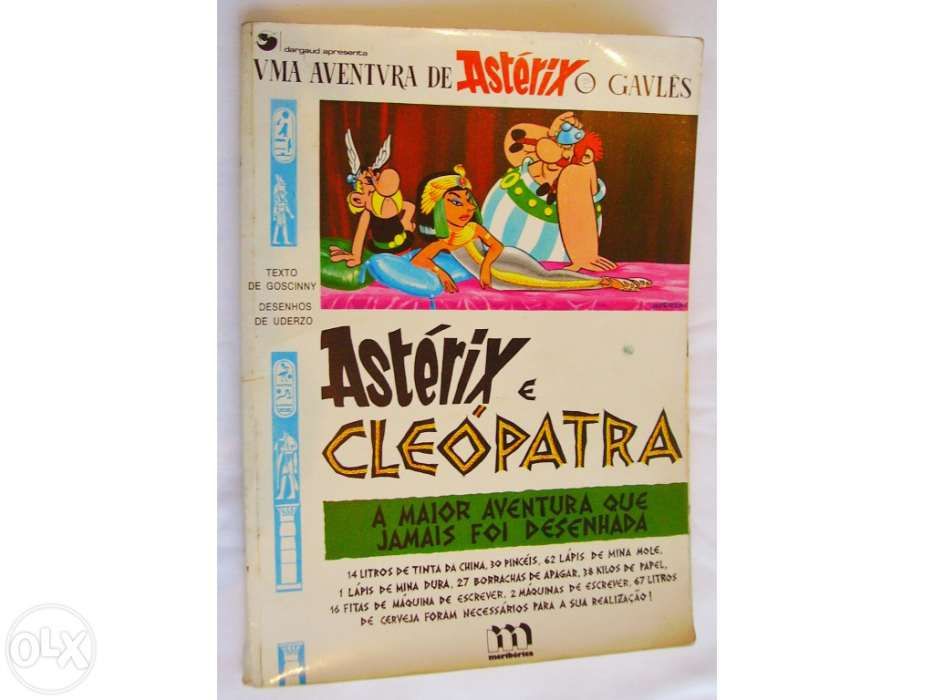 dargaud apresenta
VMA AVENTVRA DE Astérix O GAVLÊS
TEXTO
DE GOSCINNY
DESENHOS
DE UDERZO
Astérix E
CLEÓPATRA
A MAIOR AVENTURA QUE
JAMAIS FOI DESENHADA
14 LITROS DE TINTA DA CHINA, 30 PINCÉIS, 62 LÁPIS DE MINA MOLE,
1 LÁPIS DE MINA DURA, 27 BORRACHAS DE APAGAR, 38 KILOS DE PAPEL,
16 FITAS DE MÁQUINA DE ESCREVER, 2 MÁQUINAS DE ESCREVER, 67 LITROS
DE CERVEJA FORAM NECESSÁRIOS PARA A SUA REALIZAÇÃO!
m
meribérica
OLX